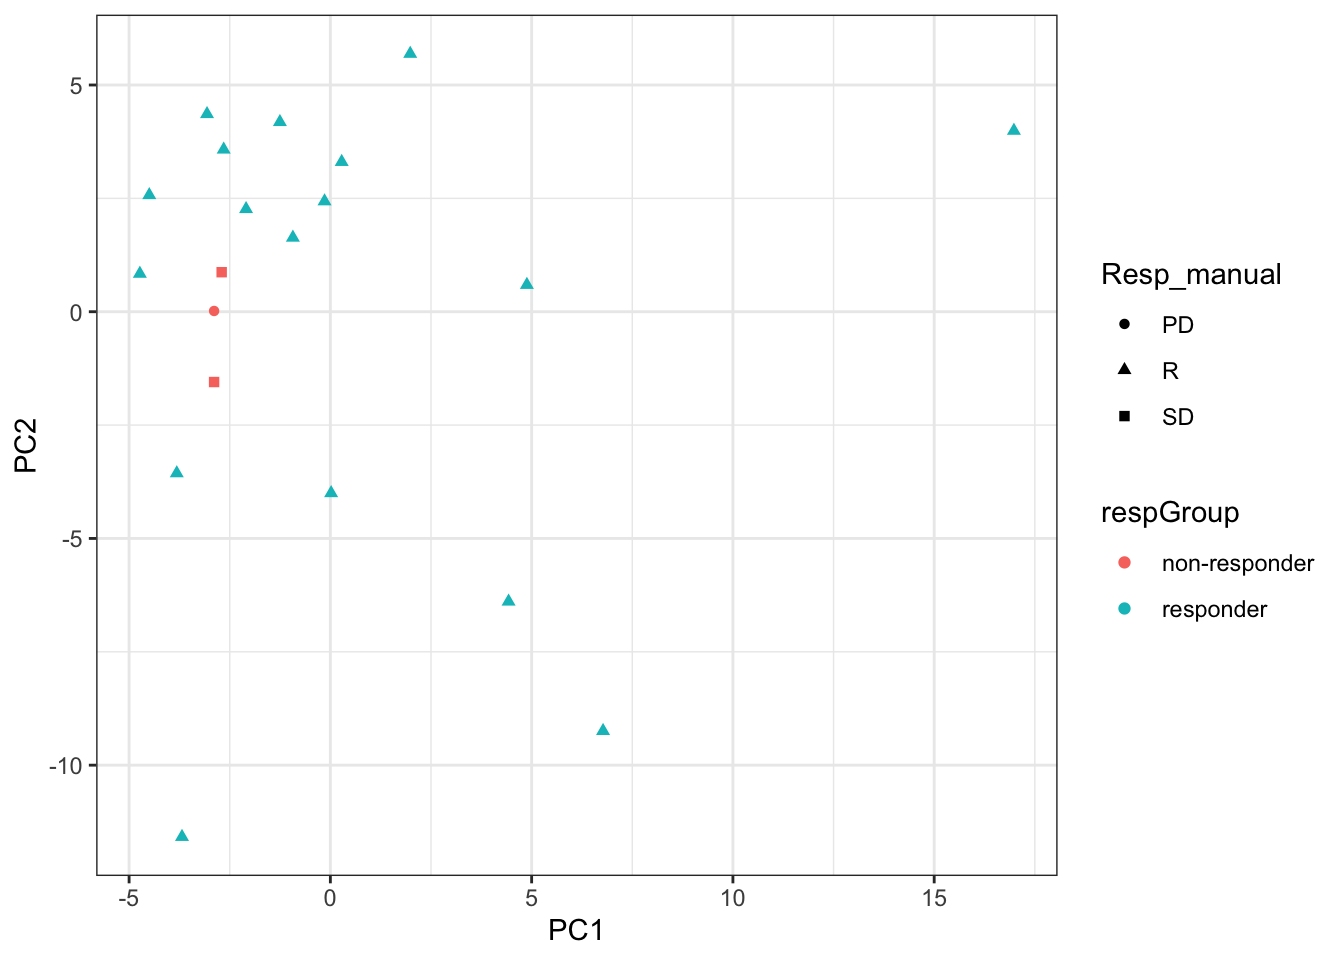 5
0
-5
-10
PC2
-5
0
5
10
15
PC1
Resp_manual
PD
R
SD
respGroup
non-responder
responder